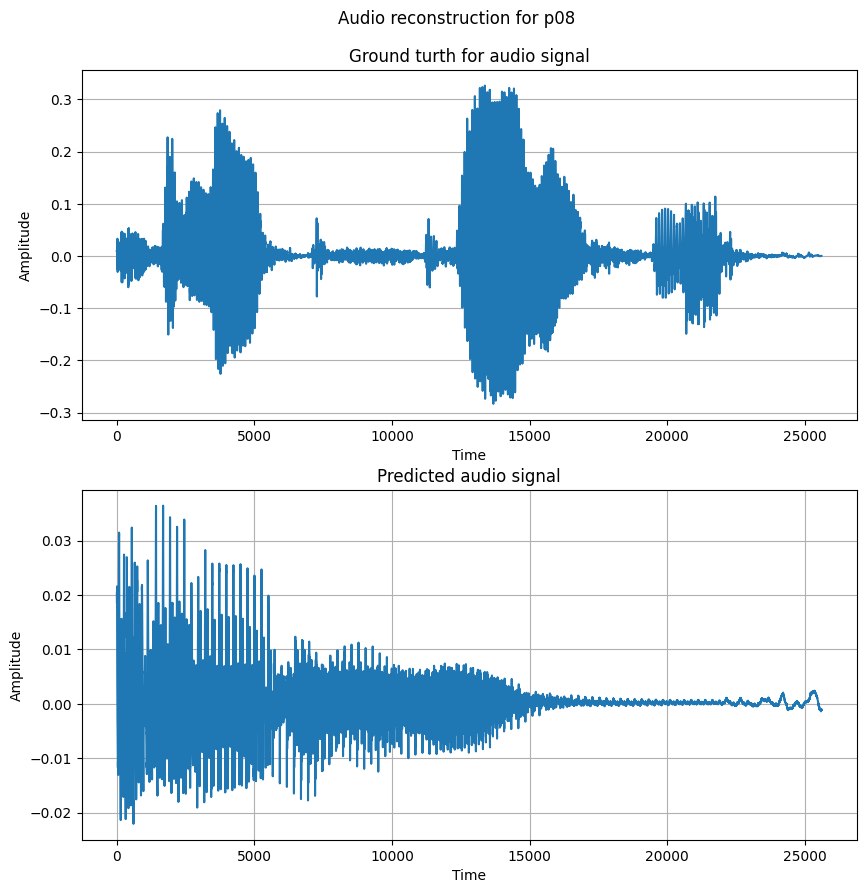 Audio reconstruction for p08
Ground turth for audio signal
0.3
0.2
0.1
0.0
−0.1
−0.2
−0.3
Amplitude
0 5000 10000 15000 20000 25000
Time
Predicted audio signal
0.03
0.02
0.01
0.00
−0.01
−0.02
Amplitude
0 5000 10000 15000 20000 25000
Time